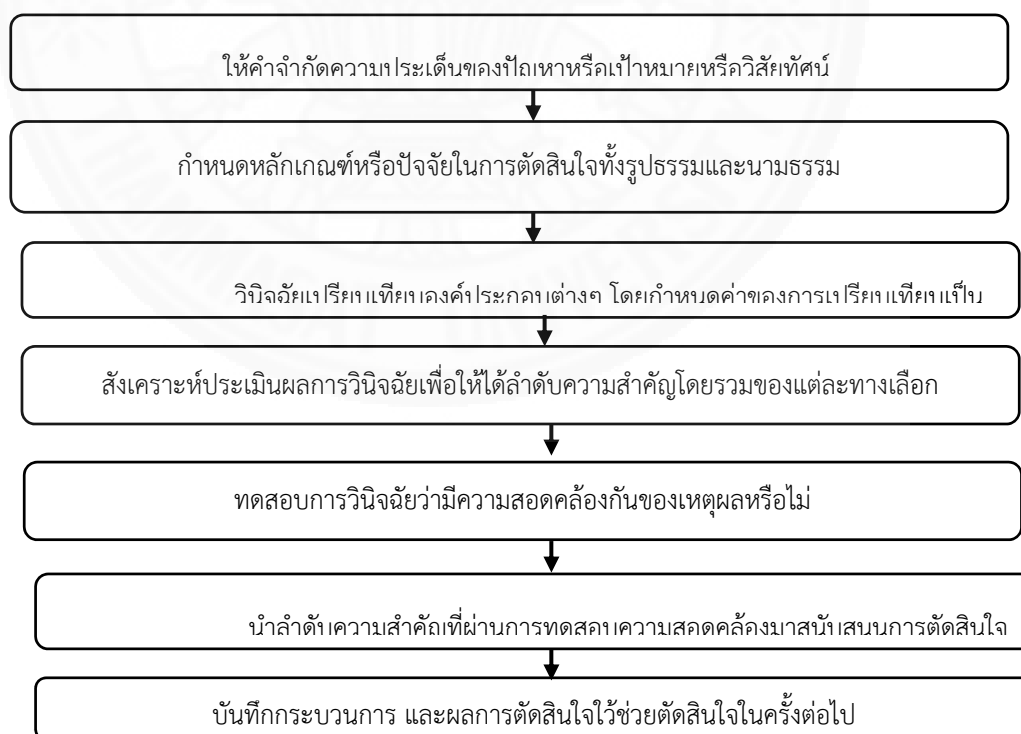 ให้คำจำกัดความประเด็นของปัญหาหรือเป้าหมายหรือวิสัยทัศน์
กำหนดหลักเกณฑ์หรือปัจจัยในการตัดสินใจทั้งรูปธรรมและนามธรรม
วินิจฉัยเปรียบเทียบองค์ประกอบต่างๆ โดยกำหนดค่าของการเปรียบเทียบเป็น
สังเคราะห์ประเมินผลการวินิจฉัยเพื่อให้ได้ลำดับความสำคัญโดยรวมของแต่ละทางเลือก
ทดสอบการวินิจฉัยว่ามีความสอดคล้องกันของเหตุผลหรือไม่
นำลำดับความสำคัญที่ผ่านการทดสอบความสอดคล้องมาสนับสนนการตัดสินใจ
บันทึกกระบวนการ และผลการตัดสินใจใว้ช่วยตัดสินใจในครั้งต่อไป